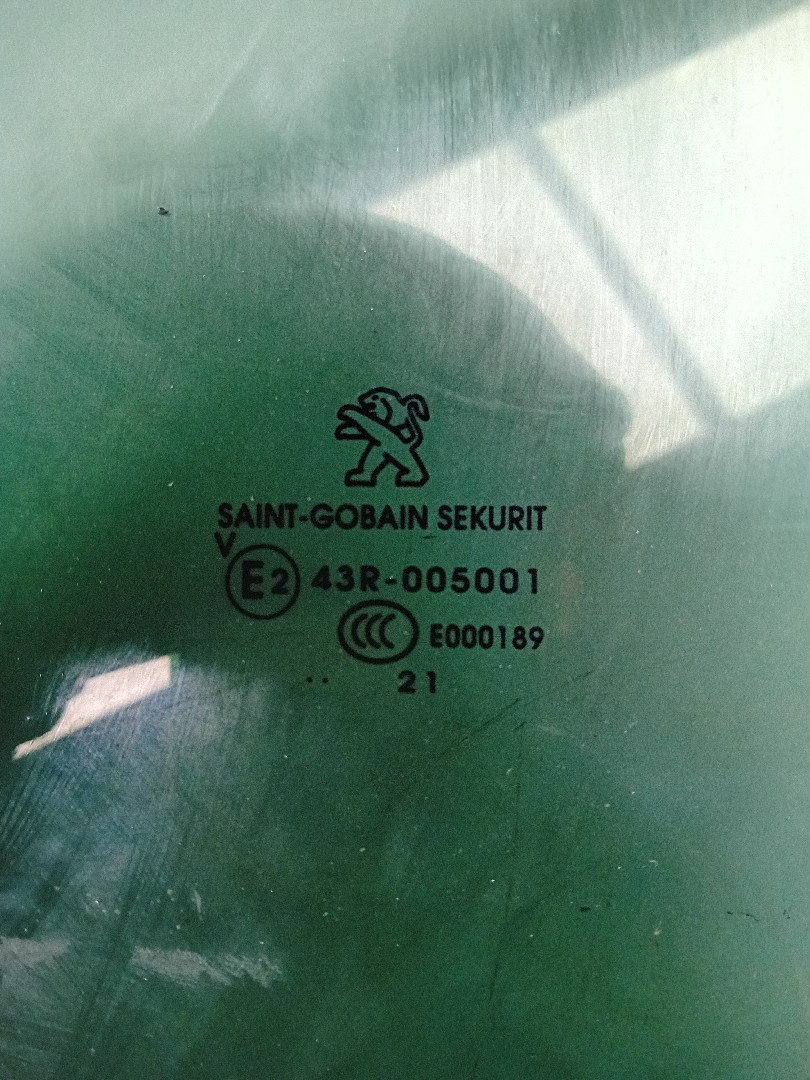 SAINT-GOBAIN SEKURIT
V
E2 43R-005001
CCC E000189
.. 21